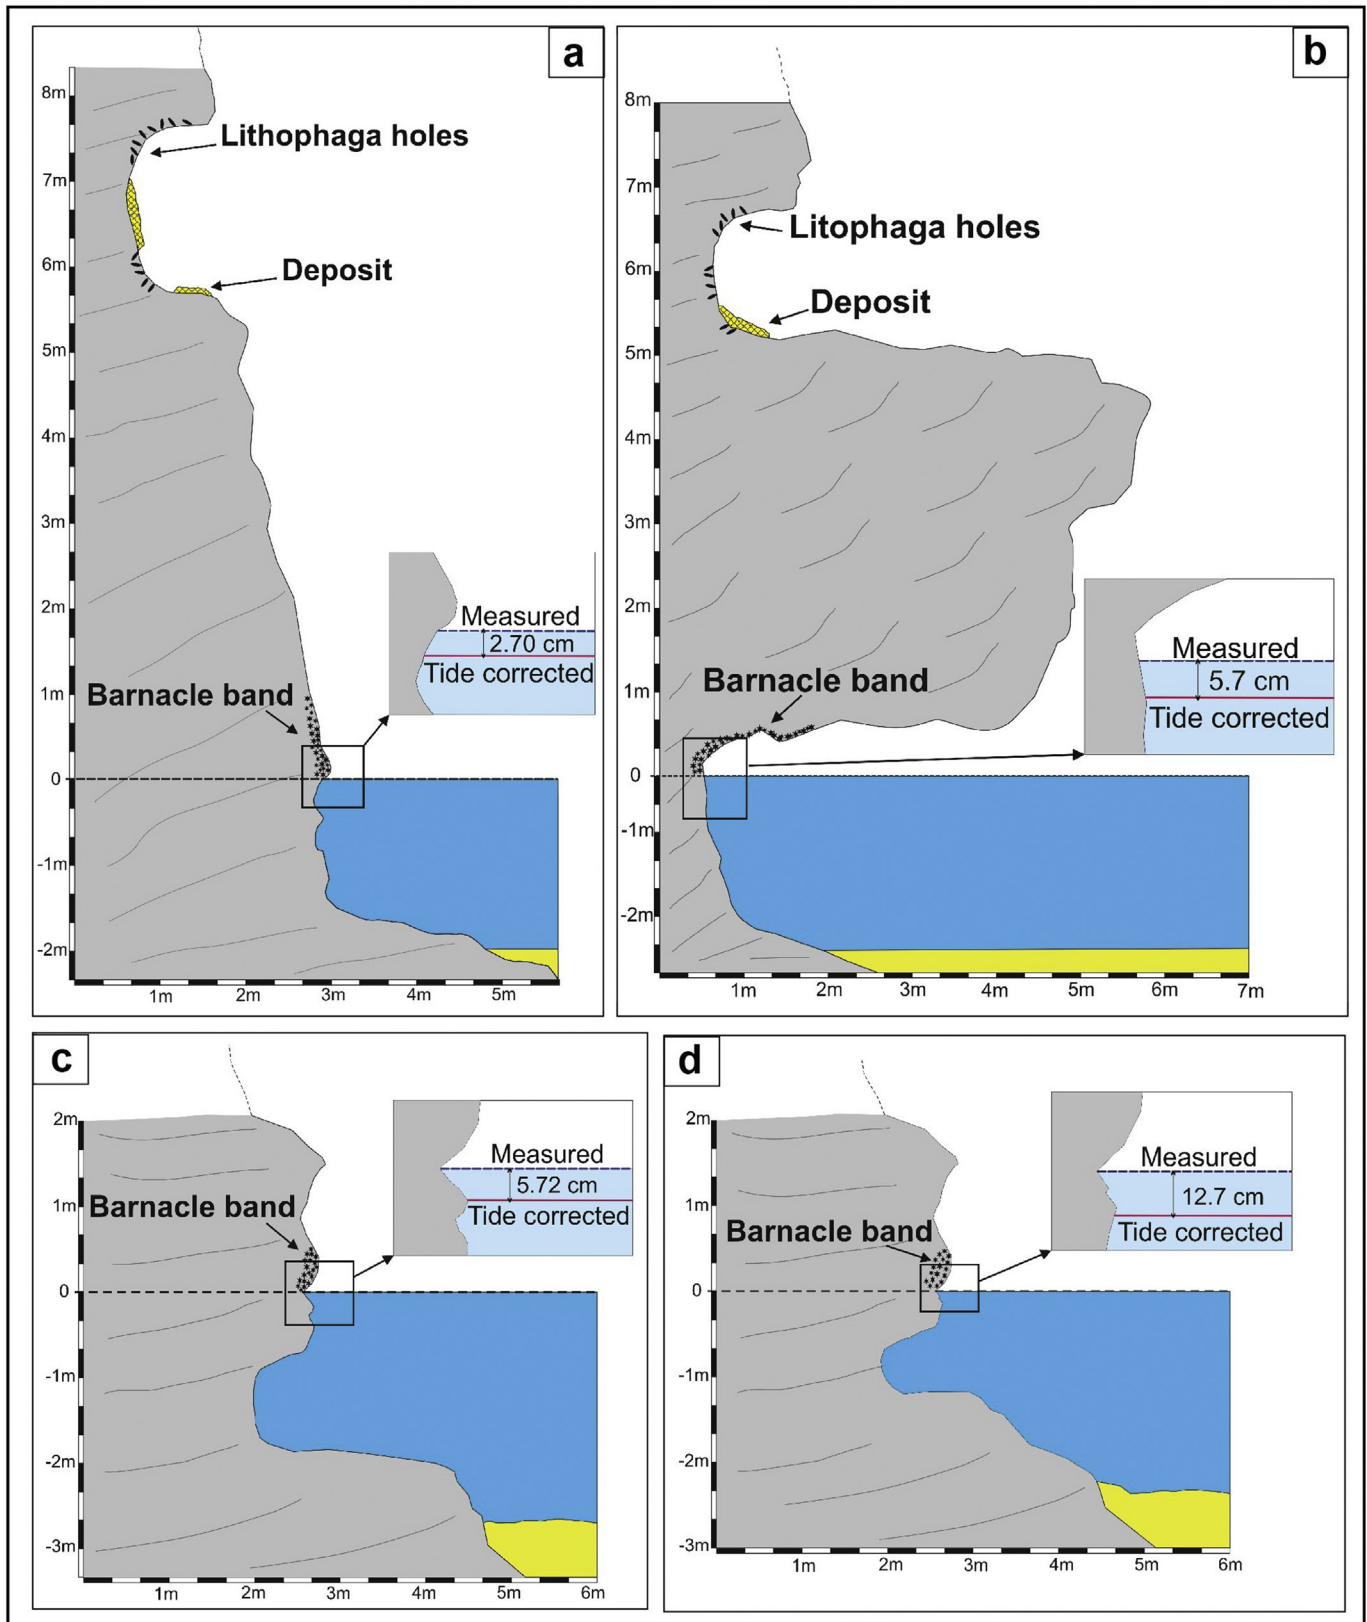 a
8m
Lithophaga holes
7m
6m
Deposit
5m
4m
3m
2m
Measured
2.70 cm
Tide corrected
1m
Barnacle band
0
-1m
-2m
1m 2m 3m 4m 5m
b
8m
7m
Litophaga holes
6m
Deposit
5m
4m
3m
2m
Measured
5.7 cm
Tide corrected
1m
Barnacle band
0
-1m
-2m
1m 2m 3m 4m 5m 6m 7m
c
2m
Measured
5.72 cm
Tide corrected
1m
Barnacle band
0
-1m
-2m
-3m
1m 2m 3m 4m 5m 6m
d
2m
Measured
12.7 cm
Tide corrected
1m
Barnacle band
0
-1m
-2m
-3m
1m 2m 3m 4m 5m 6m